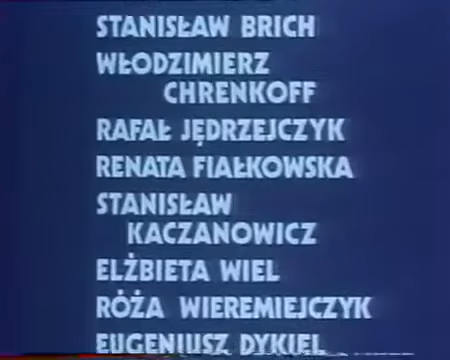 STANISŁAW BRICH
WŁODZIMIERZ
CHRENKOFF
RAFAŁ JĘDRZEJCZYK
RENATA FIAŁKOWSKA
STANISŁAW
KACZANOWICZ
ELŻBIETA WIEL
RÓŻA WIEREMIEJCZYK
EUGENIUSZ DYKIEL